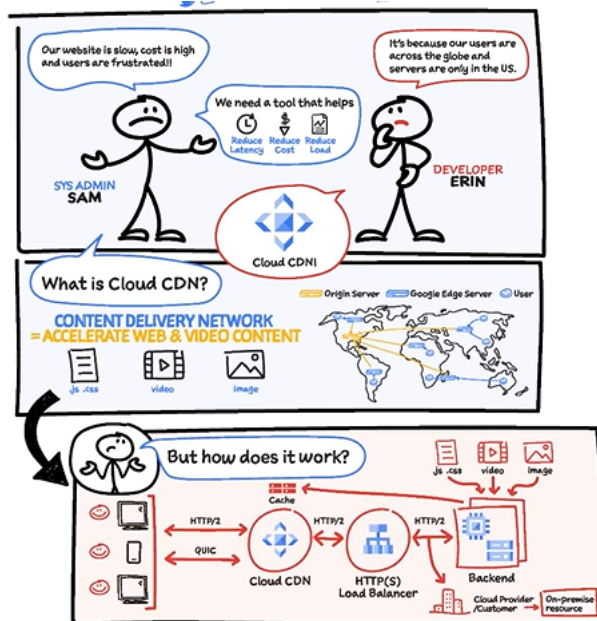 Our website is slow, cost is high
and users are frustrated!!
It's because our users are
across the globe and
servers are only in the US.
We need a tool that helps
Reduce Latency
Reduce Cost
Reduce Load
SYS ADMIN
SAM
DEVELOPER
ERIN
Cloud CDN!
What is Cloud CDN?
Origin Server
Google Edge Server
User
CONTENT DELIVERY NETWORK
= ACCELERATE WEB & VIDEO CONTENT
js .css
video
image
But how does it work?
js .css
video
image
Cache
HTTP/2
HTTP/2
HTTP/2
QUIC
Cloud CDN
HTTP(S)
Load Balancer
Backend
Cloud Provider
/Customer
On-premise
resource